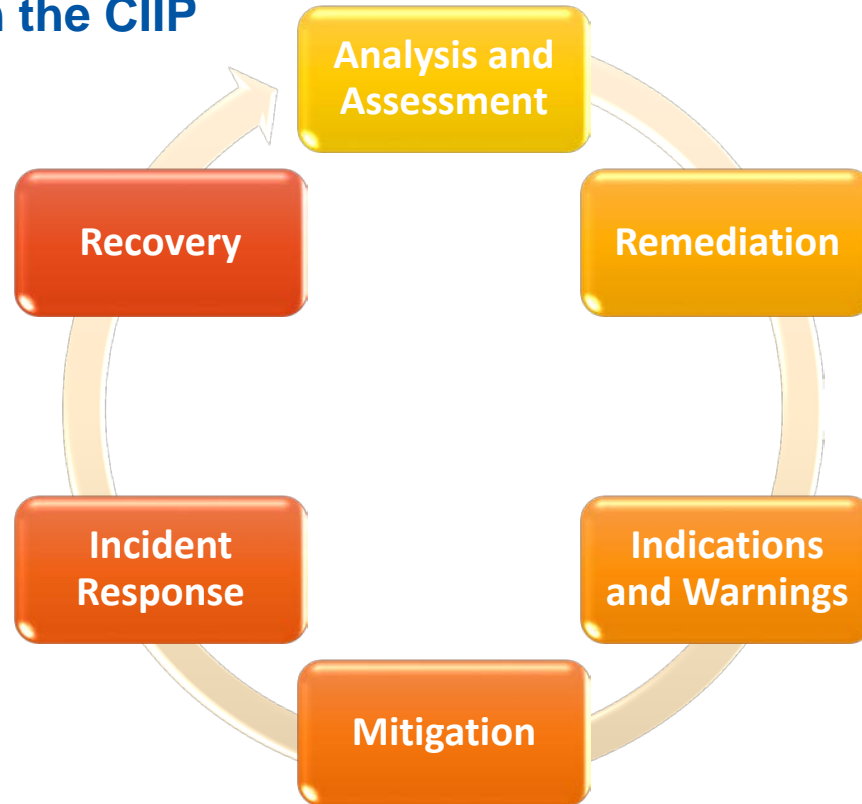 the CIIP
Analysis and
Assessment
Remediation
Indications
and Warnings
Mitigation
Incident
Response
Recovery